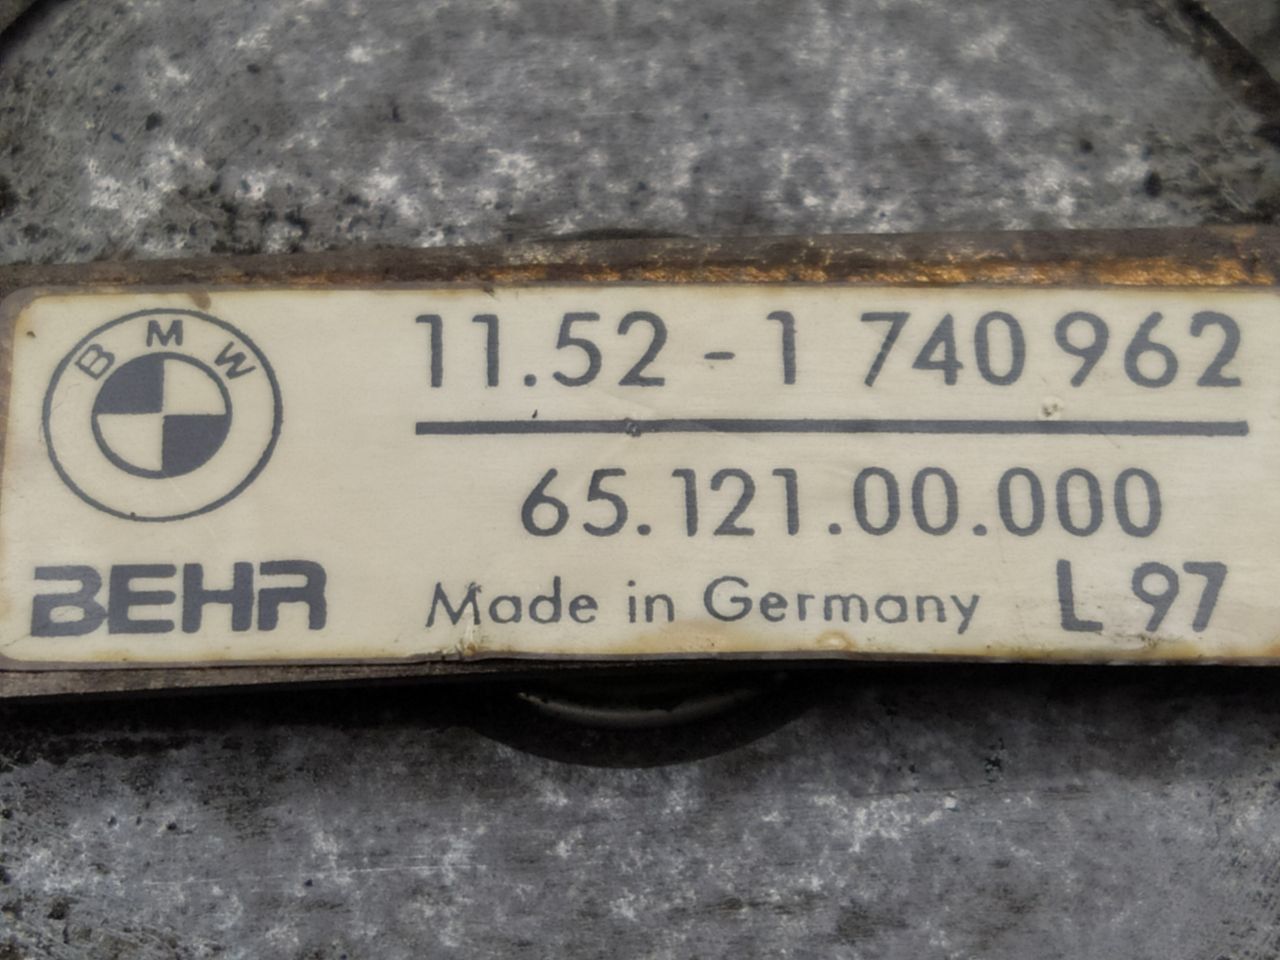 BMW
11.52 - 1 740 962
65.121.00.000
BEHR Made in Germany L 97